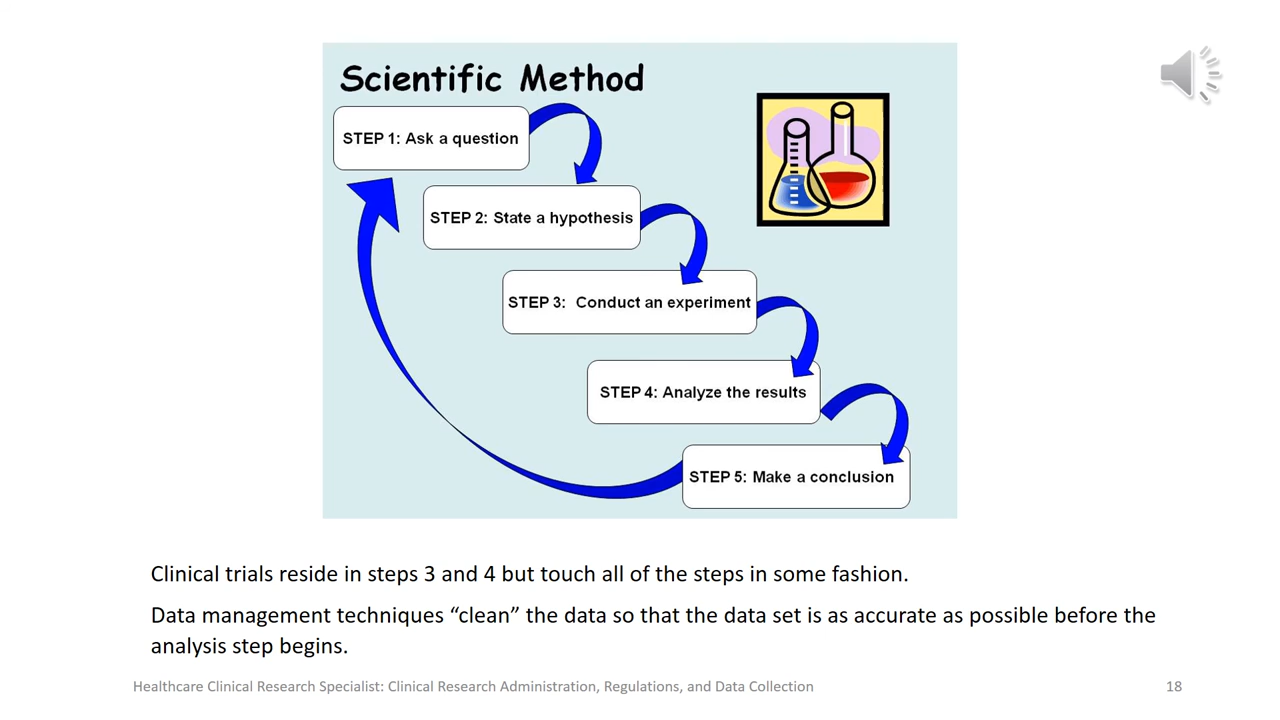 Scientific Method
STEP 1: Ask a question
STEP 2: State a hypothesis
STEP 3: Conduct an experiment
STEP 4: Analyze the results
STEP 5: Make a conclusion
Clinical trials reside in steps 3 and 4 but touch all of the steps in some fashion.
Data management techniques “clean” the data so that the data set is as accurate as possible before the
analysis step begins.
Healthcare Clinical Research Specialist: Clinical Research Administration, Regulations, and Data Collection
18